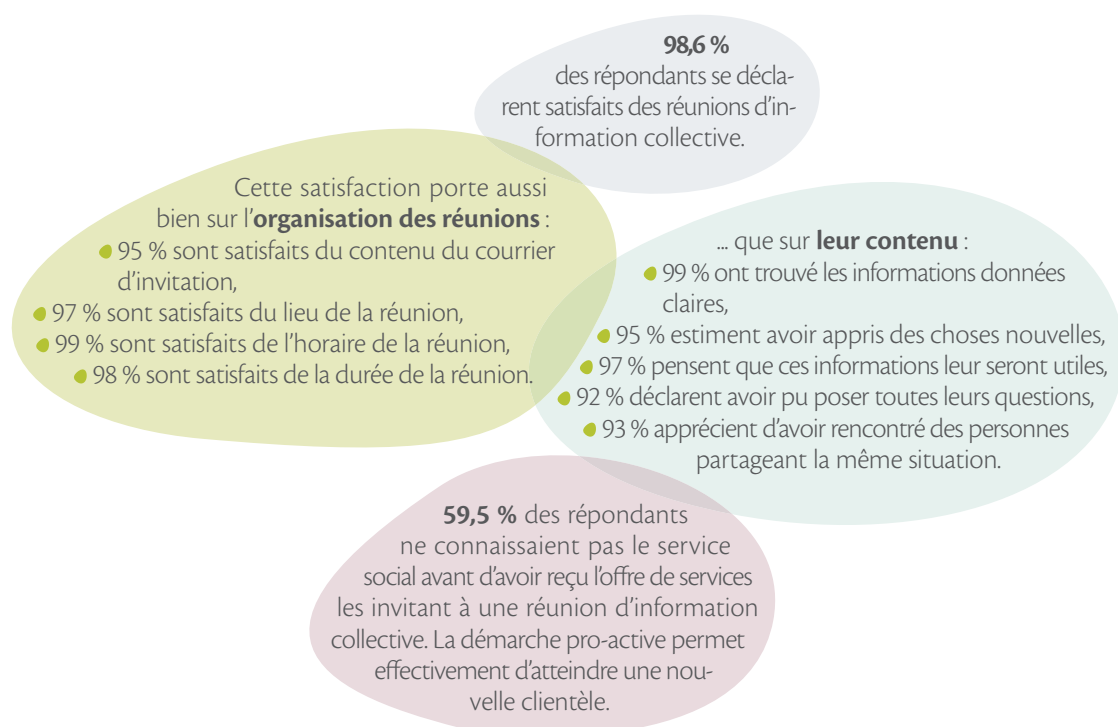 98,6 %
des répondants se décla-
rent satisfaits des réunions d’in-
formation collective.
Cette satisfaction porte aussi
bien sur l’organisation des réunions :
95 % sont satisfaits du contenu du courrier
d’invitation,
97 % sont satisfaits du lieu de la réunion,
99 % sont satisfaits de l’horaire de la réunion,
98 % sont satisfaits de la durée de la réunion.
... que sur leur contenu :
99 % ont trouvé les informations données
claires,
95 % estiment avoir appris des choses nouvelles,
97 % pensent que ces informations leur seront utiles,
92 % déclarent avoir pu poser toutes leurs questions,
93 % apprécient d’avoir rencontré des personnes
partageant la même situation.
59,5 % des répondants
ne connaissaient pas le service
social avant d’avoir reçu l’offre de services
les invitant à une réunion d’information
collective. La démarche pro-active permet
effectivement d’atteindre une nou-
velle clientèle.